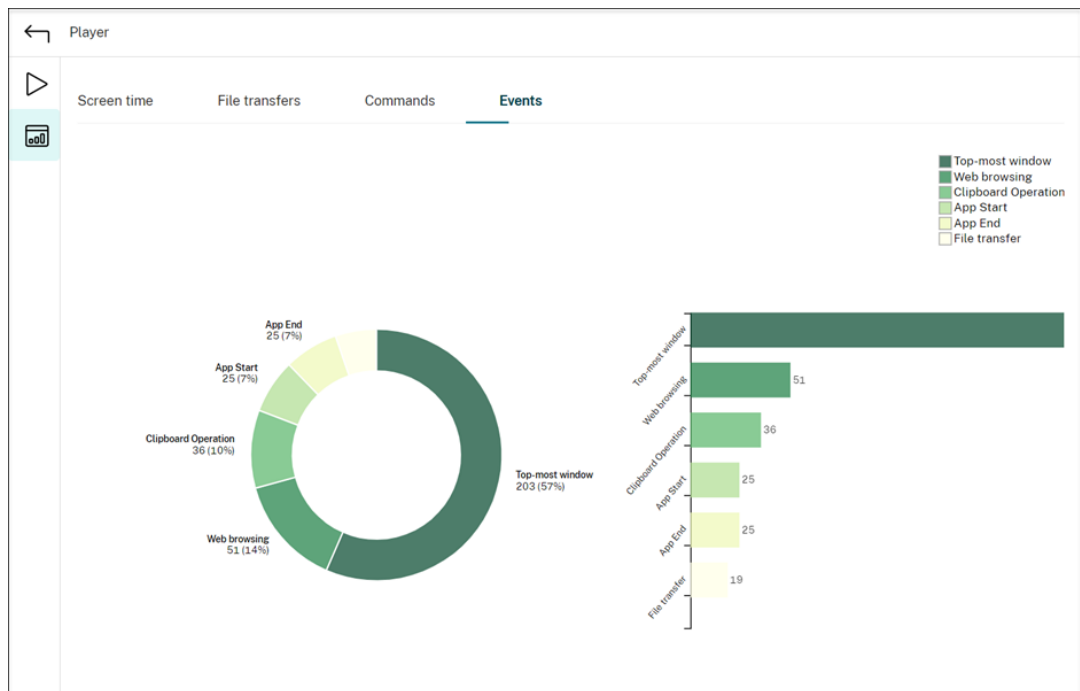 Player
Screen time
File transfers
Commands
Events
Top-most window
Web browsing
Clipboard Operation
App Start
App End
File transfer
App End
25 (7%)
App Start
25 (7%)
Clipboard Operation
36 (10%)
Web browsing
51 (14%)
Top-most window
203 (57%)
Top-most window
Web browsing
51
Clipboard Operation
36
App Start
25
App End
25
File transfer
19